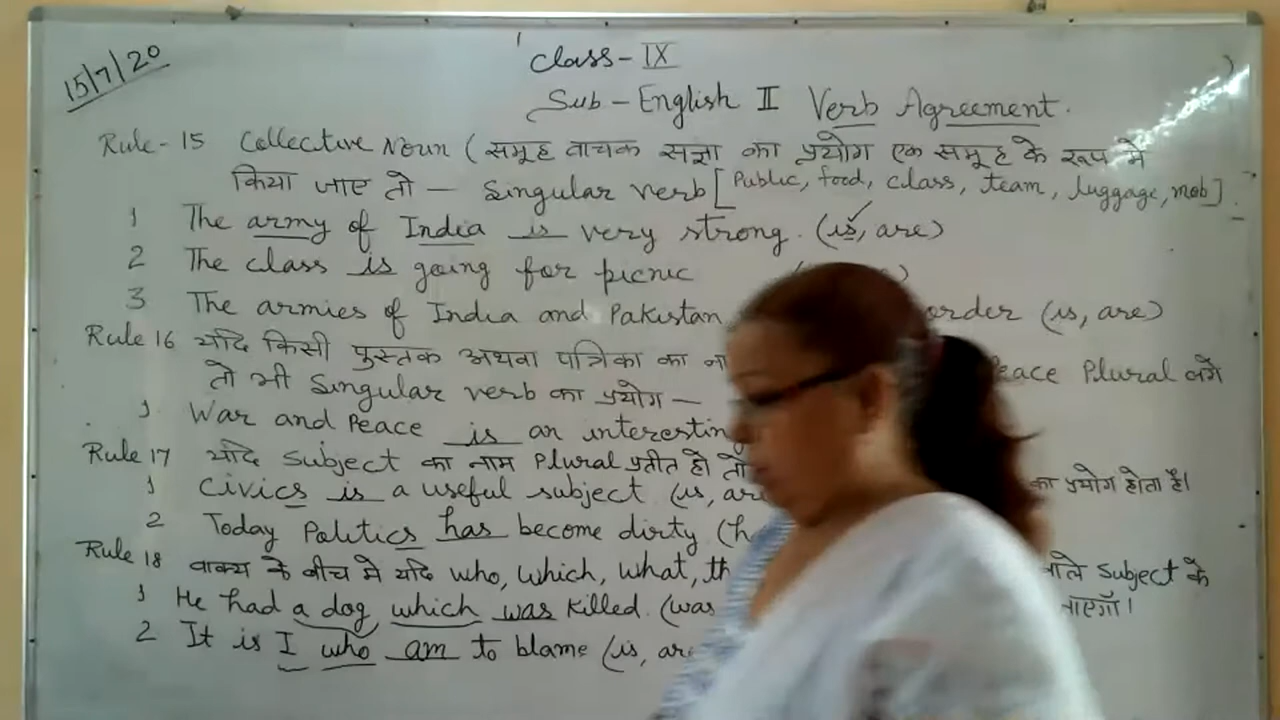 15/7/20
Class - IX
Sub - English II Verb Agreement.
Rule - 15 Collective Noun (समूह वाचक सज्ञा का प्रयोग एक समूह के रूप मे
किया जाए तो — Singular verb [Public, food, class, team, luggage, mob].
1 The army of India is very strong. (is, are)
2 The class is going for picnic
3 The armies of India and Pakistan order (is, are)
Rule 16 यदि किसी पुस्तक अथवा पत्रिका का Peace Plural लगे
तो भी Singular verb का प्रयोग —
1 War and Peace is an interesting
Rule 17 यदि Subject का नाम Plural प्रतीत हो तो का प्रयोग होता है।
1 Civics is a useful subject (is, are
2 Today Politics has become dirty (h
Rule 18 वाक्य के बीच मे यदि who, which, what, th वाले Subject के
1 He had a dog which was killed. (was
2 It is I who am to blame (is, are